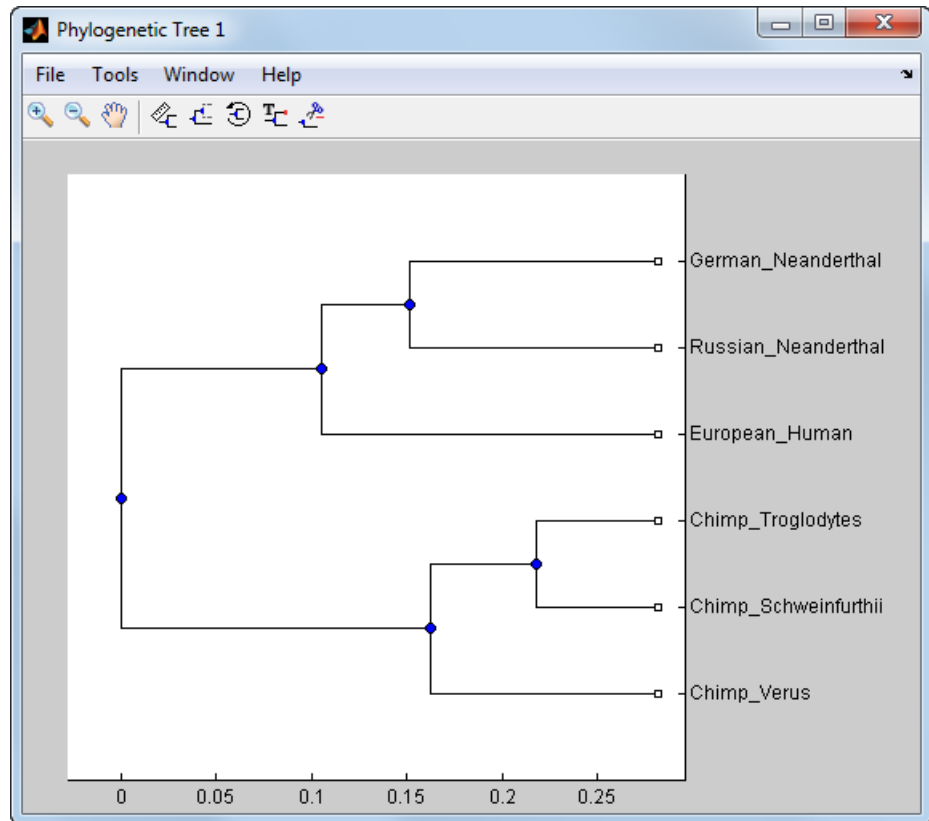 Phylogenetic Tree 1
File Tools Window Help
German_Neanderthal
Russian_Neanderthal
European_Human
Chimp_Troglodytes
Chimp_Schweinfurthii
Chimp_Verus
0 0.05 0.1 0.15 0.2 0.25